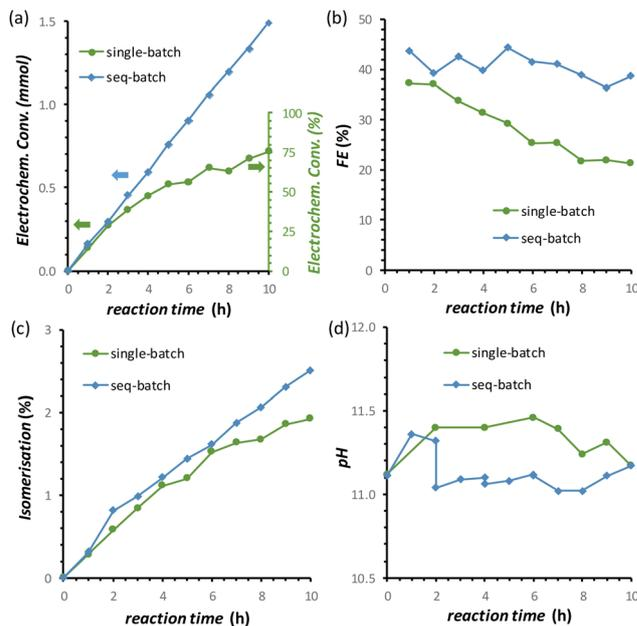 (a)
1.5
1.0
0.5
0.0
Electrochem. Conv. (mmol)
single-batch
seq-batch
100
75
50
25
0
Electrochem. Conv. (%)
0 2 4 6 8 10
reaction time (h)
(b)
50
40
30
20
10
0
FE (%)
single-batch
seq-batch
0 2 4 6 8 10
reaction time (h)
(c)
3
2
1
0
Isomerisation (%)
single-batch
seq-batch
0 2 4 6 8 10
reaction time (h)
(d)
12.0
11.5
11.0
10.5
pH
single-batch
seq-batch
0 2 4 6 8 10
reaction time (h)